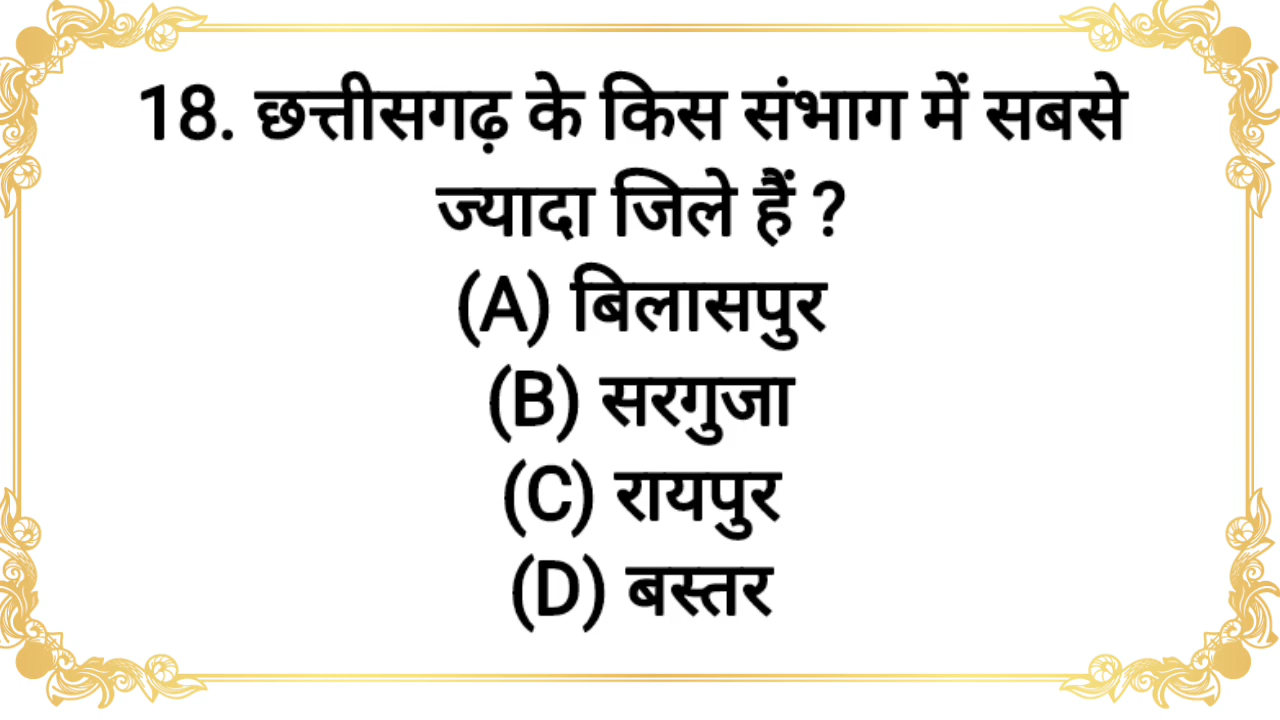 18. छत्तीसगढ़ के किस संभाग में सबसे
ज्यादा जिले हैं ?
(A) बिलासपुर
(B) सरगुजा
(C) रायपुर
(D) बस्तर